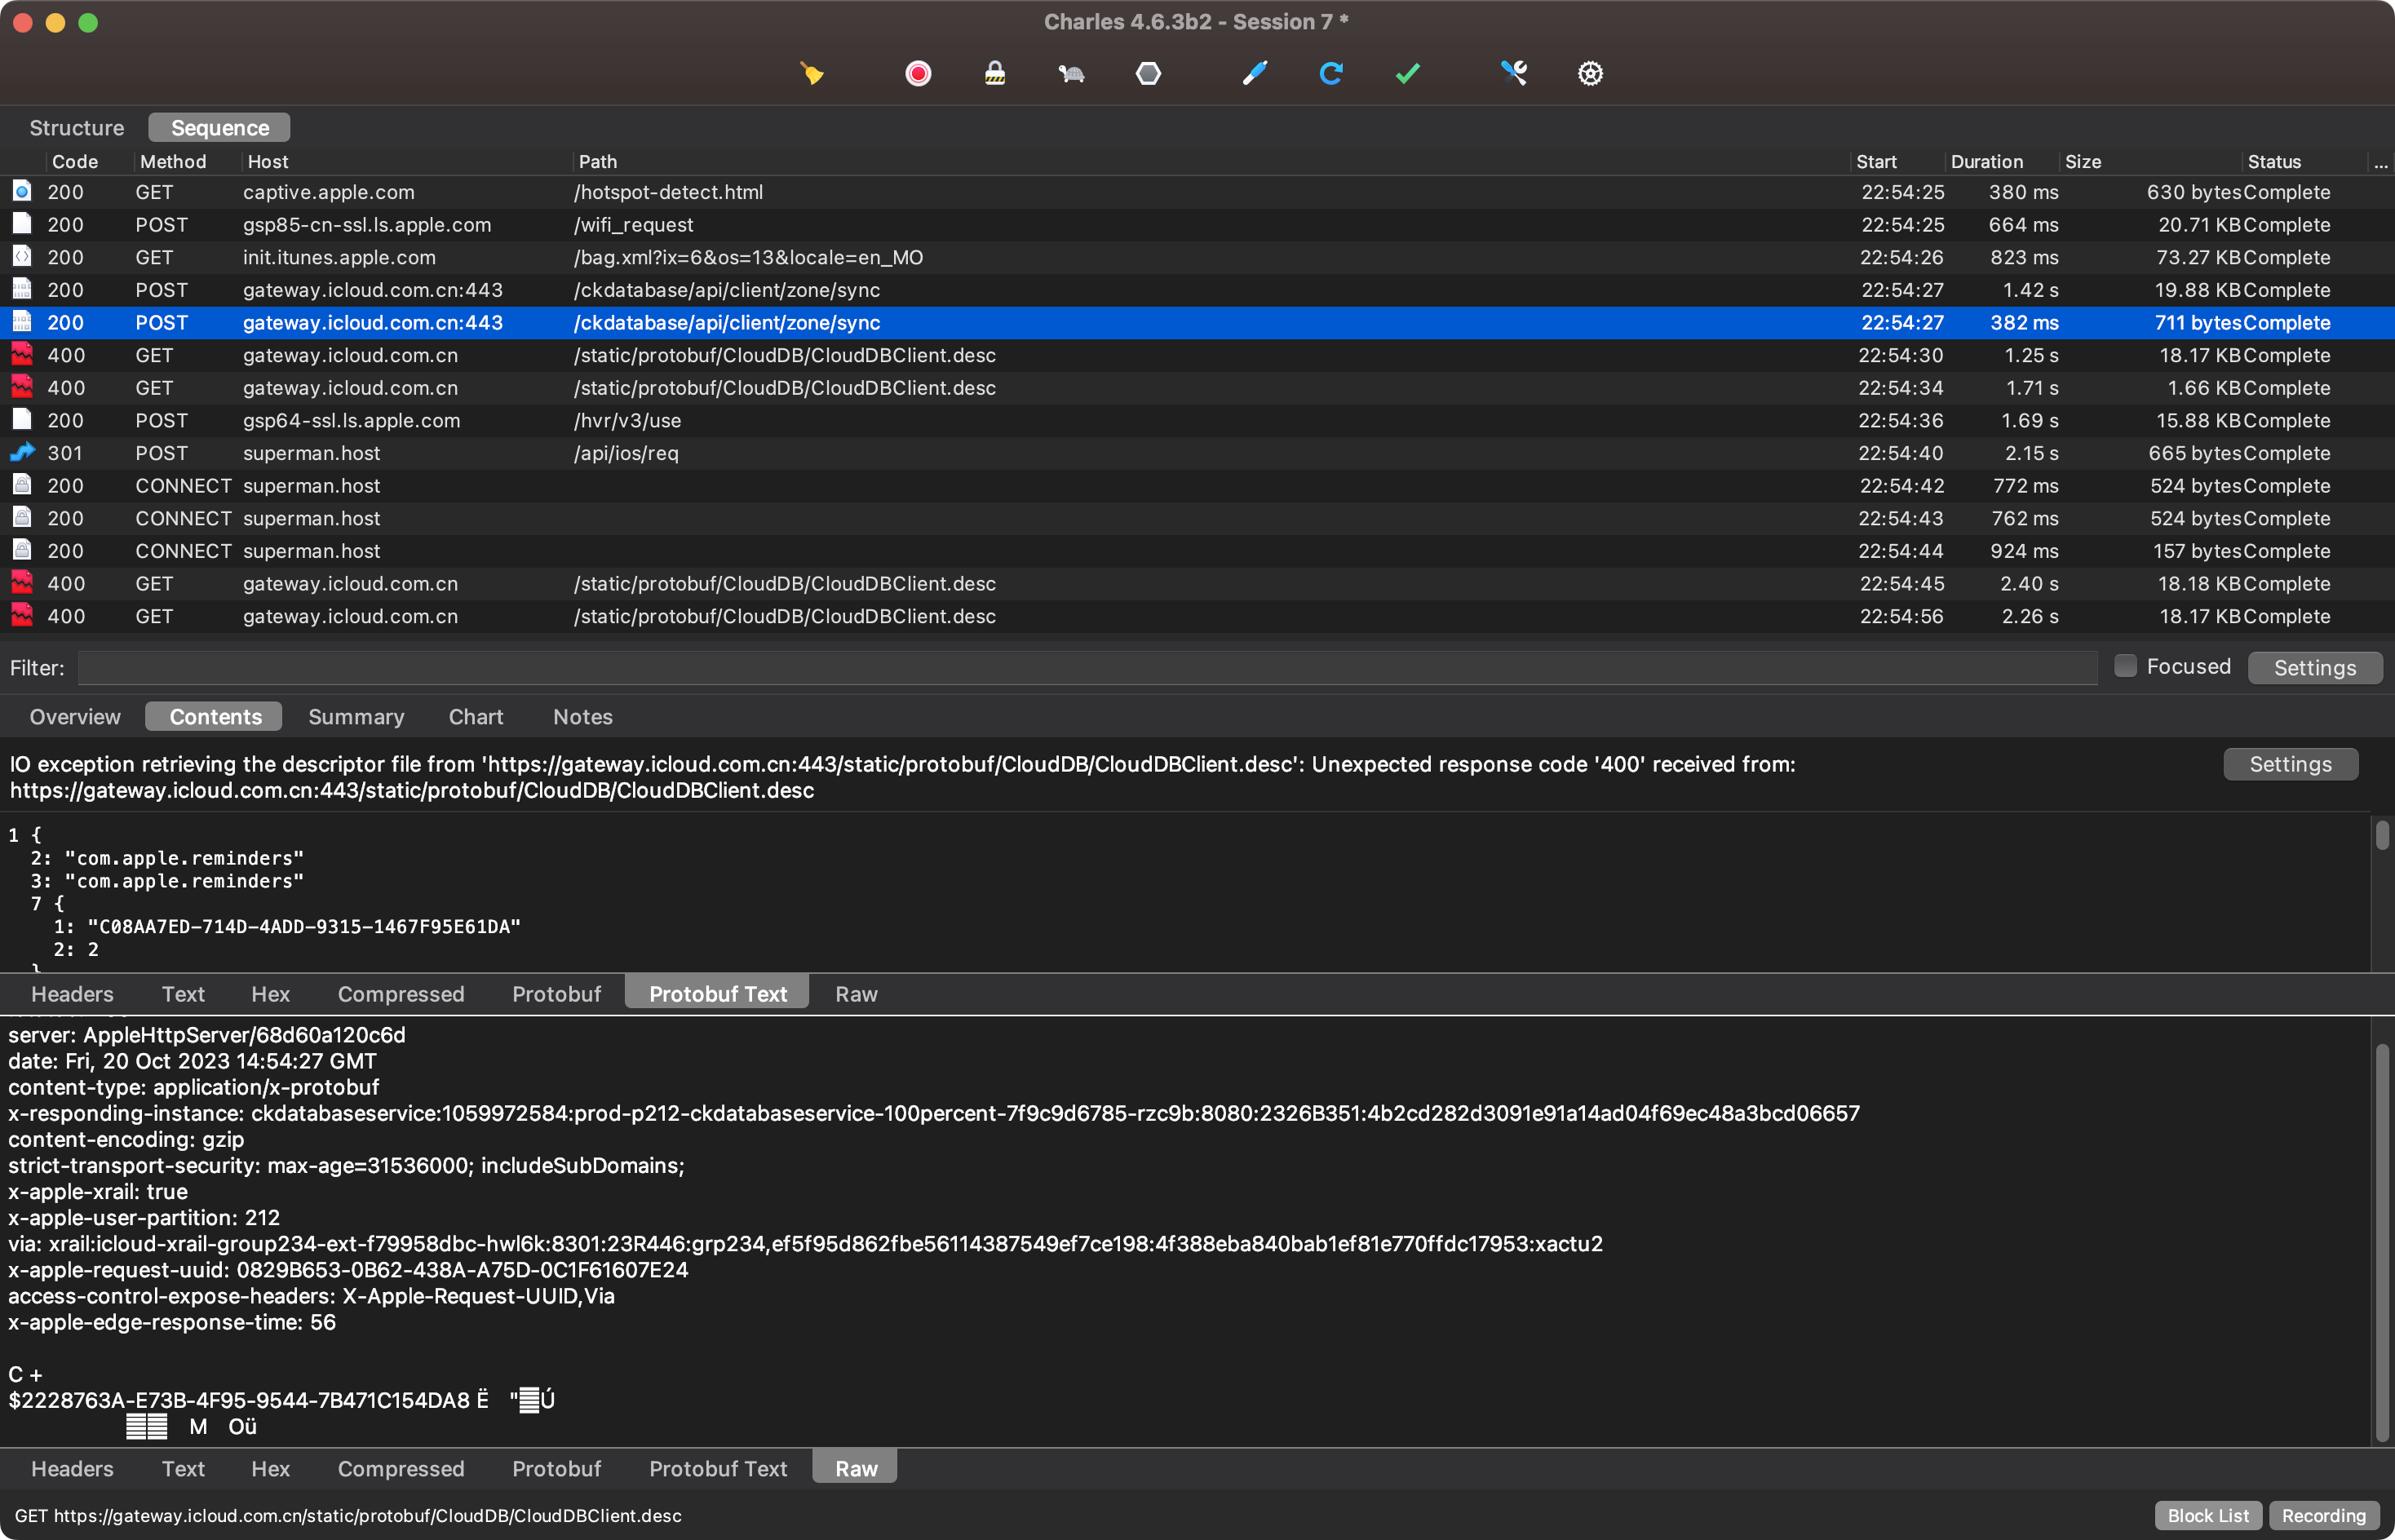 Charles 4.6.3b2 - Session 7 *
Structure Sequence
Code Method Host Path Start Duration Size Status ...
200 GET captive.apple.com /hotspot-detect.html 22:54:25 380 ms 630 bytes Complete
200 POST gsp85-cn-ssl.ls.apple.com /wifi_request 22:54:25 664 ms 20.71 KB Complete
200 GET init.itunes.apple.com /bag.xml?ix=6&os=13&locale=en_MO 22:54:26 823 ms 73.27 KB Complete
200 POST gateway.icloud.com.cn:443 /ckdatabase/api/client/zone/sync 22:54:27 1.42 s 19.88 KB Complete
200 POST gateway.icloud.com.cn:443 /ckdatabase/api/client/zone/sync 22:54:27 382 ms 711 bytes Complete
400 GET gateway.icloud.com.cn /static/protobuf/CloudDB/CloudDBClient.desc 22:54:30 1.25 s 18.17 KB Complete
400 GET gateway.icloud.com.cn /static/protobuf/CloudDB/CloudDBClient.desc 22:54:34 1.71 s 1.66 KB Complete
200 POST gsp64-ssl.ls.apple.com /hvr/v3/use 22:54:36 1.69 s 15.88 KB Complete
301 POST superman.host /api/ios/req 22:54:40 2.15 s 665 bytes Complete
200 CONNECT superman.host 22:54:42 772 ms 524 bytes Complete
200 CONNECT superman.host 22:54:43 762 ms 524 bytes Complete
200 CONNECT superman.host 22:54:44 924 ms 157 bytes Complete
400 GET gateway.icloud.com.cn /static/protobuf/CloudDB/CloudDBClient.desc 22:54:45 2.40 s 18.18 KB Complete
400 GET gateway.icloud.com.cn /static/protobuf/CloudDB/CloudDBClient.desc 22:54:56 2.26 s 18.17 KB Complete
Filter: Focused Settings
Overview Contents Summary Chart Notes
IO exception retrieving the descriptor file from 'https://gateway.icloud.com.cn:443/static/protobuf/CloudDB/CloudDBClient.desc': Unexpected response code '400' received from: Settings
https://gateway.icloud.com.cn:443/static/protobuf/CloudDB/CloudDBClient.desc
1 {
2: "com.apple.reminders"
3: "com.apple.reminders"
7 {
1: "C08AA7ED-714D-4ADD-9315-1467F95E61DA"
2: 2
}
Headers Text Hex Compressed Protobuf Protobuf Text Raw
server: AppleHttpServer/68d60a120c6d
date: Fri, 20 Oct 2023 14:54:27 GMT
content-type: application/x-protobuf
x-responding-instance: ckdatabaseservice:1059972584:prod-p212-ckdatabaseservice-100percent-7f9c9d6785-rzc9b:8080:2326B351:4b2cd282d3091e91a14ad04f69ec48a3bcd06657
content-encoding: gzip
strict-transport-security: max-age=31536000; includeSubDomains;
x-apple-xrail: true
x-apple-user-partition: 212
via: xrail:icloud-xrail-group234-ext-f79958dbc-hwl6k:8301:23R446:grp234,ef5f95d862fbe56114387549ef7ce198:4f388eba840bab1ef81e770ffdc17953:xactu2
x-apple-request-uuid: 0829B653-0B62-438A-A75D-0C1F61607E24
access-control-expose-headers: X-Apple-Request-UUID,Via
x-apple-edge-response-time: 56
C +
$2228763A-E73B-4F95-9544-7B471C154DA8 Ë " Ú
M Oü
Headers Text Hex Compressed Protobuf Protobuf Text Raw
GET https://gateway.icloud.com.cn/static/protobuf/CloudDB/CloudDBClient.desc Block List Recording